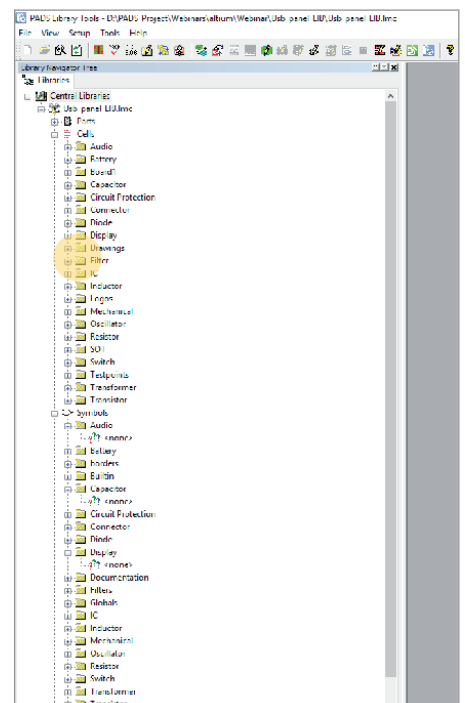 PADS Library Tools - D:\PADS Project\Webinars\altium\Webinar\Usb panel LIB\Usb panel LIB.lmc
File View Setup Tools Help
Library Navigator Tree
Libraries
Central Libraries
Usb panel LIB.lmc
Parts
Cells
Audio
Battery
Board1
Capacitor
Circuit Protection
Connector
Diode
Display
Drawings
Filter
IC
Inductor
Logos
Mechanical
Oscillator
Resistor
SOT
Switch
Testpoints
Transformer
Transistor
Symbols
Audio
<none>
Battery
borders
Builtin
Capacitor
<none>
Circuit Protection
Connector
Diode
Display
<none>
Documentation
Filters
Globals
IC
Inductor
Mechanical
Oscillator
Resistor
Switch
Transformer
Transistor